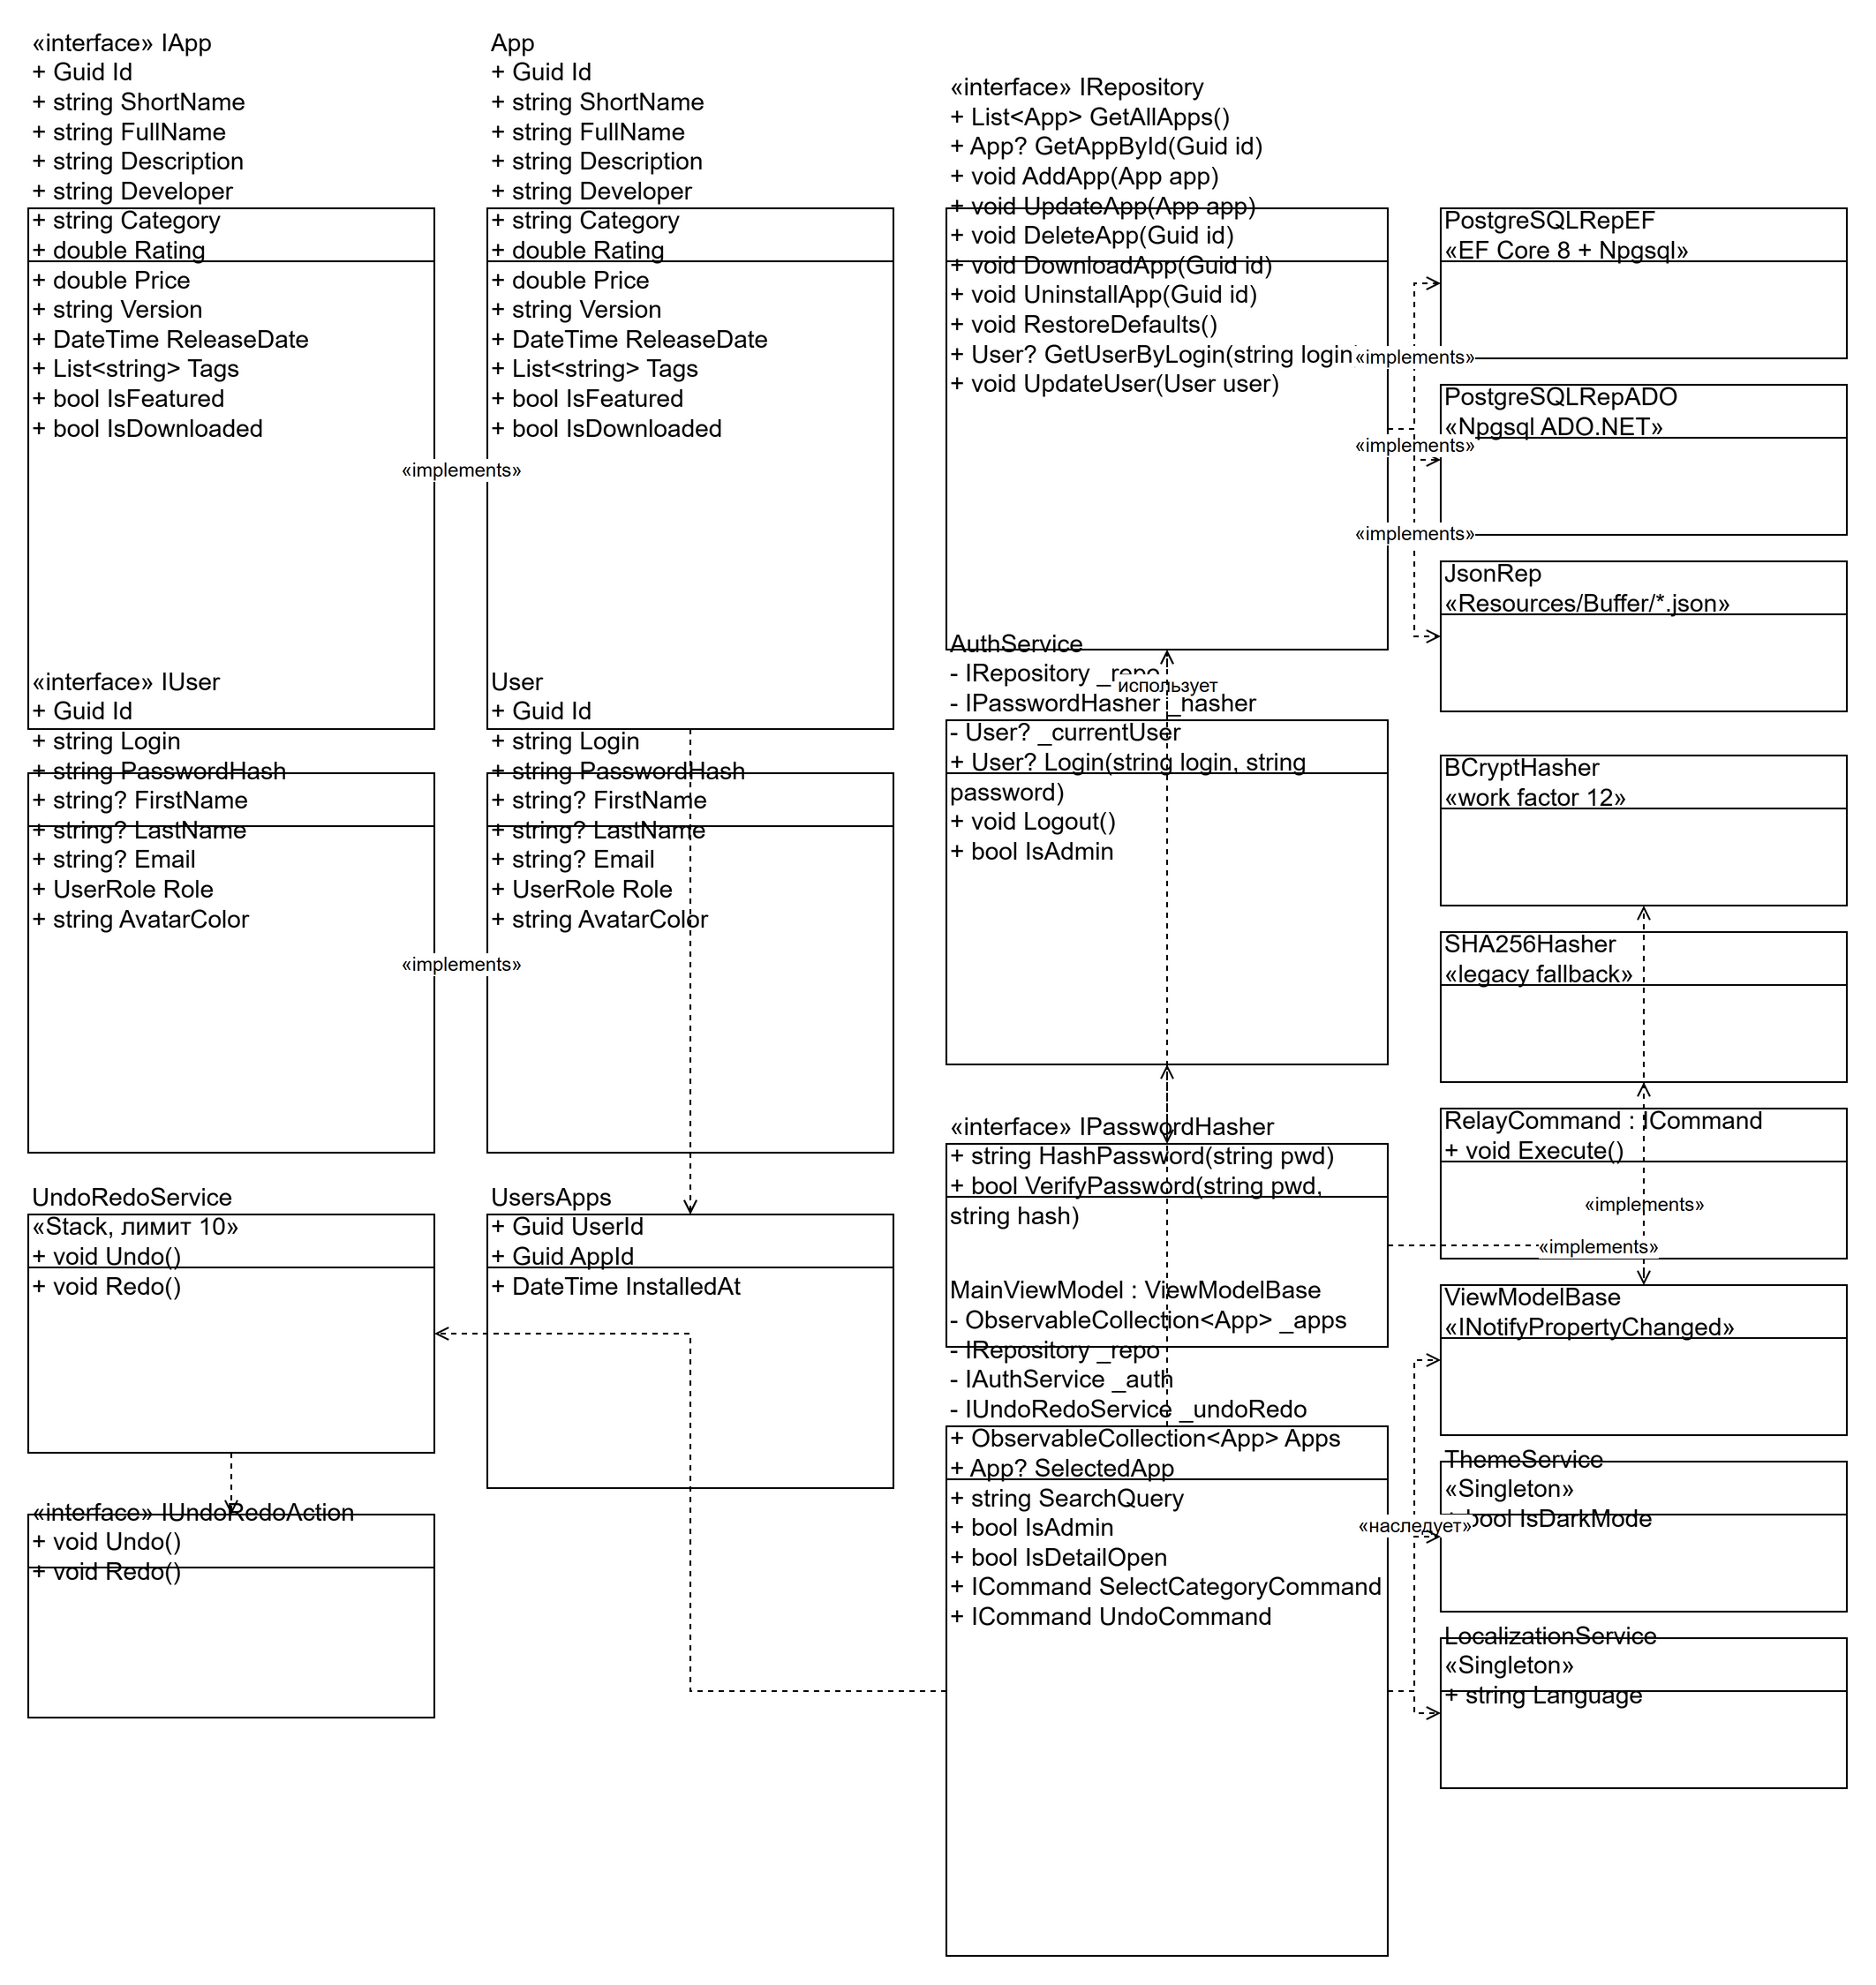 «interface» IApp
+ Guid Id
+ string ShortName
+ string FullName
+ string Description
+ string Developer
+ string Category
+ double Rating
+ double Price
+ string Version
+ DateTime ReleaseDate
+ List<string> Tags
+ bool IsFeatured
+ bool IsDownloaded
App
+ Guid Id
+ string ShortName
+ string FullName
+ string Description
+ string Developer
+ string Category
+ double Rating
+ double Price
+ string Version
+ DateTime ReleaseDate
+ List<string> Tags
+ bool IsFeatured
+ bool IsDownloaded
«implements»
«interface» IRepository
+ List<App> GetAllApps()
+ App? GetAppById(Guid id)
+ void AddApp(App app)
+ void UpdateApp(App app)
+ void DeleteApp(Guid id)
+ void DownloadApp(Guid id)
+ void UninstallApp(Guid id)
+ void RestoreDefaults()
+ User? GetUserByLogin(string login
+ void UpdateUser(User user)
«implements»
«implements»
«implements»
PostgreSQLRepEF
«EF Core 8 + Npgsql»
PostgreSQLRepADO
«Npgsql ADO.NET»
JsonRep
«Resources/Buffer/*.json»
«interface» IUser
+ Guid Id
+ string Login
+ string PasswordHash
+ string? FirstName
+ string? LastName
+ string? Email
+ UserRole Role
+ string AvatarColor
User
+ Guid Id
+ string Login
+ string PasswordHash
+ string? FirstName
+ string? LastName
+ string? Email
+ UserRole Role
+ string AvatarColor
«implements»
AuthService
- IRepository _repo
использует
- IPasswordHasher _hasher
- User? _currentUser
+ User? Login(string login, string
password)
+ void Logout()
+ bool IsAdmin
BCryptHasher
«work factor 12»
SHA256Hasher
«legacy fallback»
RelayCommand : ICommand
+ void Execute()
«implements»
«implements»
«interface» IPasswordHasher
+ string HashPassword(string pwd)
+ bool VerifyPassword(string pwd,
string hash)
UndoRedoService
«Stack, лимит 10»
+ void Undo()
+ void Redo()
UsersApps
+ Guid UserId
+ Guid AppId
+ DateTime InstalledAt
MainViewModel : ViewModelBase
- ObservableCollection<App> _apps
- IRepository _repo
- IAuthService _auth
- IUndoRedoService _undoRedo
+ ObservableCollection<App> Apps
+ App? SelectedApp
+ string SearchQuery
+ bool IsAdmin
+ bool IsDetailOpen
+ ICommand SelectCategoryCommand
+ ICommand UndoCommand
ViewModelBase
«INotifyPropertyChanged»
ThemeService
«Singleton»
bool IsDarkMode
«наследует»
LocalizationService
«Singleton»
+ string Language
«interface» IUndoRedoAction
+ void Undo()
+ void Redo()